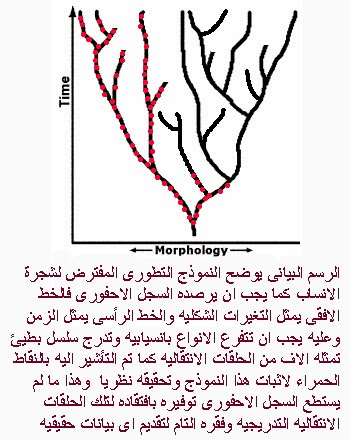 Time
Morphology
الرسم البيانى يوضح النموذج التطورى المفترض لشجرة
الانساب كما يجب ان يرصده السجل الاحفورى فالخط
الافقى يمثل التغيرات الشكليه والخط الرأسى يمثل الزمن
وعليه يجب ان تتفرع الانواع بانسيابيه وتدرج سلسل بطيئ
تمثله الاف من الحلقات الانتقاليه كما تم التأشير اليه بالنقاط
الحمراء لاثبات هذا النموذج وتحقيقه نظريا وهذا ما لم
يستطع السجل الاحفورى توفيره بافتقاده لتلك الحلقات
الانتقاليه التدريجيه وفقره التام لتقديم اى بيانات حقيقيه